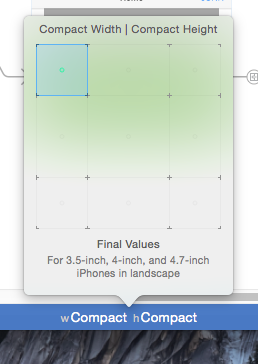 Compact Width | Compact Height
Final Values
For 3.5-inch, 4-inch, and 4.7-inch
iPhones in landscape
wCompact hCompact